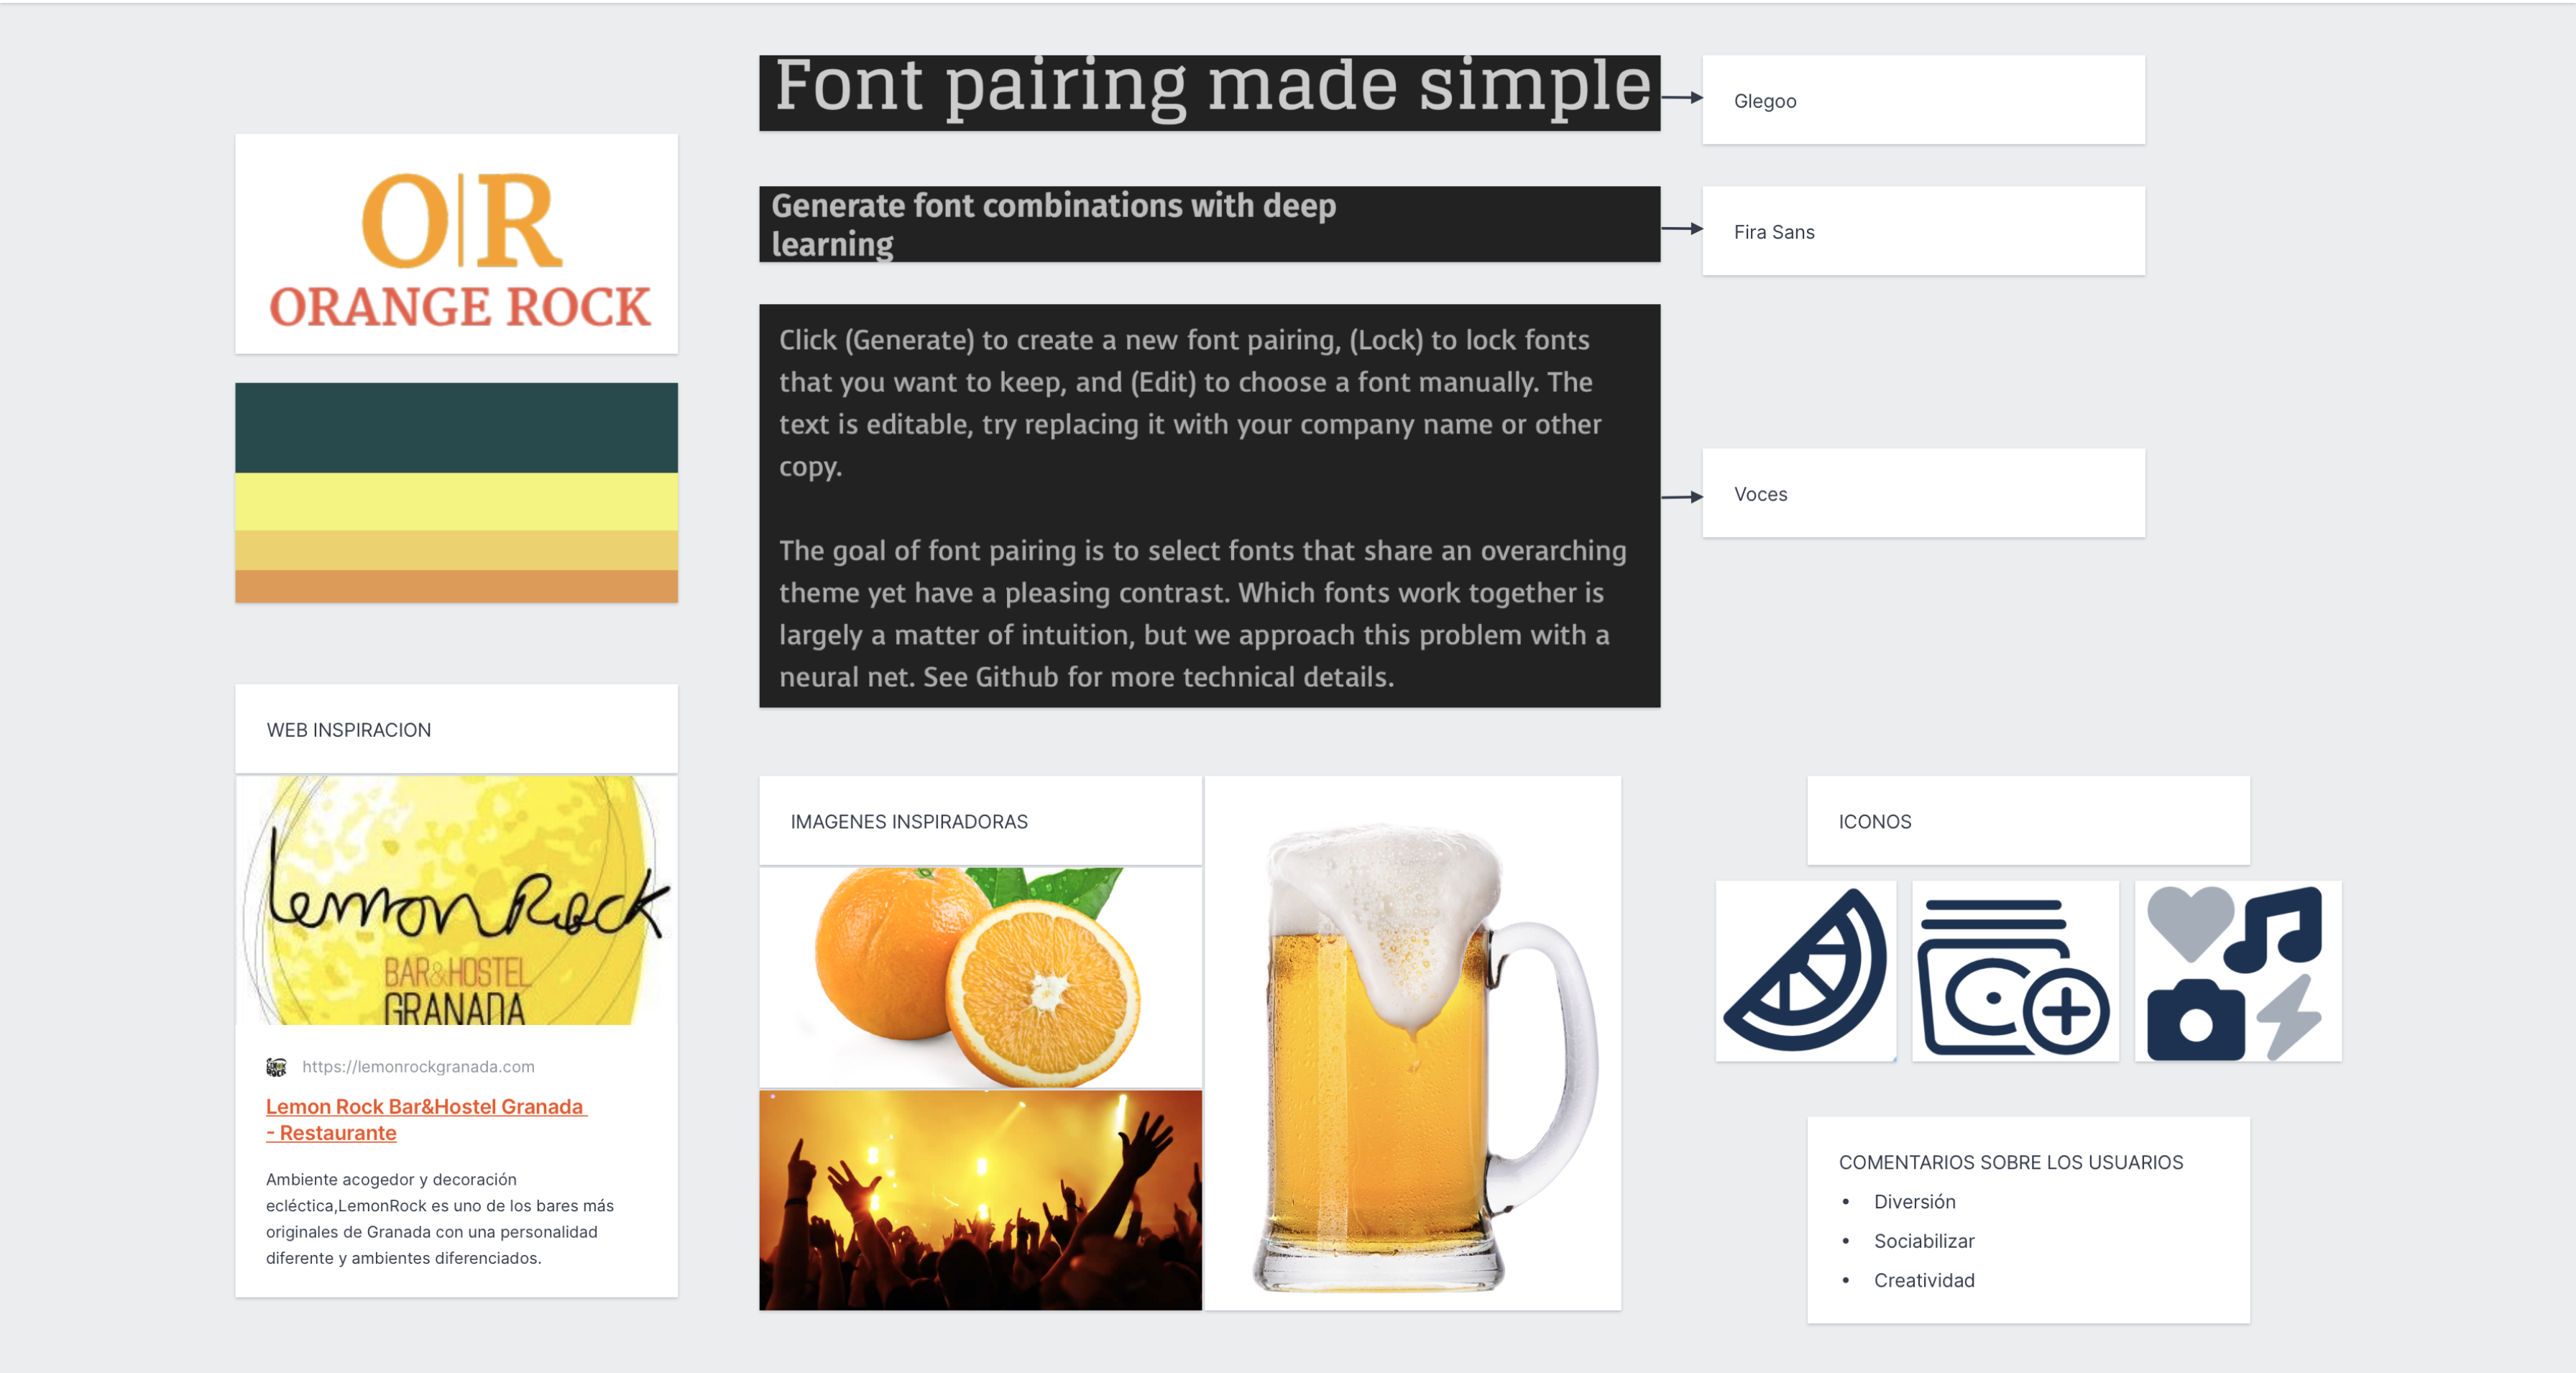 O|R
ORANGE ROCK
WEB INSPIRACION
lemon Rock
BAR&HOSTEL
GRANADA
https://lemonrockgranada.com
Lemon Rock Bar&Hostel Granada
- Restaurante
Ambiente acogedor y decoración
ecléctica,LemonRock es uno de los bares más
originales de Granada con una personalidad
diferente y ambientes diferenciados.
Font pairing made simple
Glegoo
Generate font combinations with deep
learning
Fira Sans
Click (Generate) to create a new font pairing, (Lock) to lock fonts
that you want to keep, and (Edit) to choose a font manually. The
text is editable, try replacing it with your company name or other
copy.
The goal of font pairing is to select fonts that share an overarching
theme yet have a pleasing contrast. Which fonts work together is
largely a matter of intuition, but we approach this problem with a
neural net. See Github for more technical details.
Voces
IMAGENES INSPIRADORAS
ICONOS
COMENTARIOS SOBRE LOS USUARIOS
• Diversión
• Sociabilizar
• Creatividad